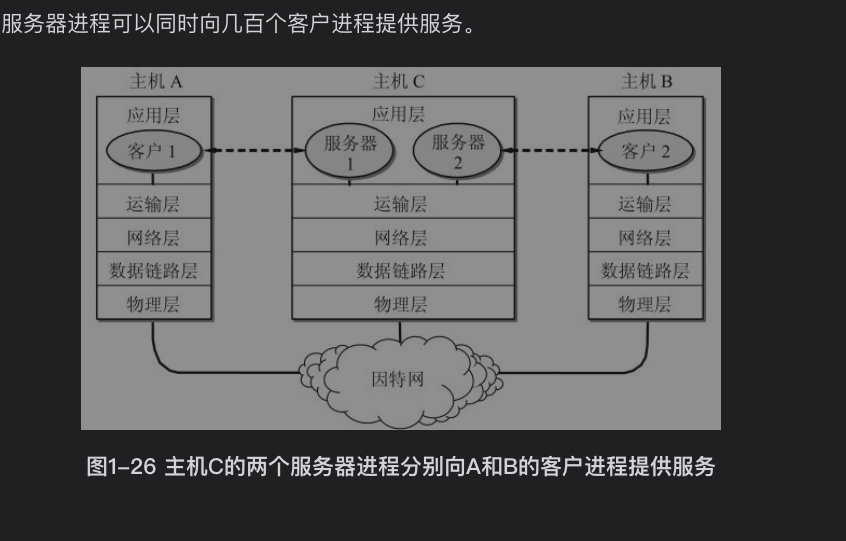 服务器进程可以同时向几百个客户进程提供服务。
主机 A 主机 C 主机 B
应用层 应用层 应用层
客户 1 服务器 1 服务器 2 客户 2
运输层 运输层 运输层
网络层 网络层 网络层
数据链路层 数据链路层 数据链路层
物理层 物理层 物理层
因特网
图1-26 主机C的两个服务器进程分别向A和B的客户进程提供服务